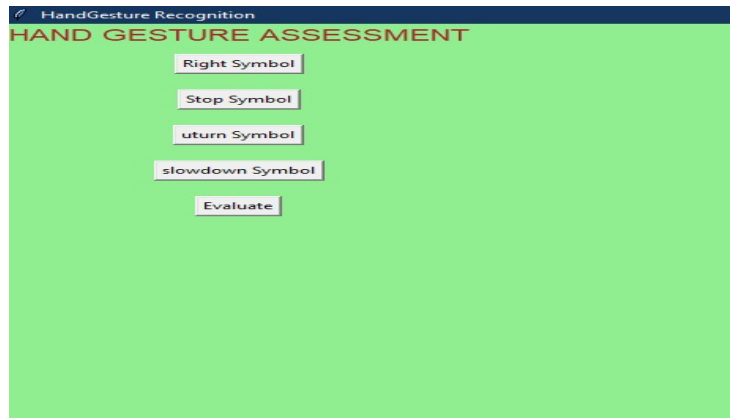 HandGesture Recognition
HAND GESTURE ASSESSMENT
Right Symbol
Stop Symbol
uturn Symbol
slowdown Symbol
Evaluate